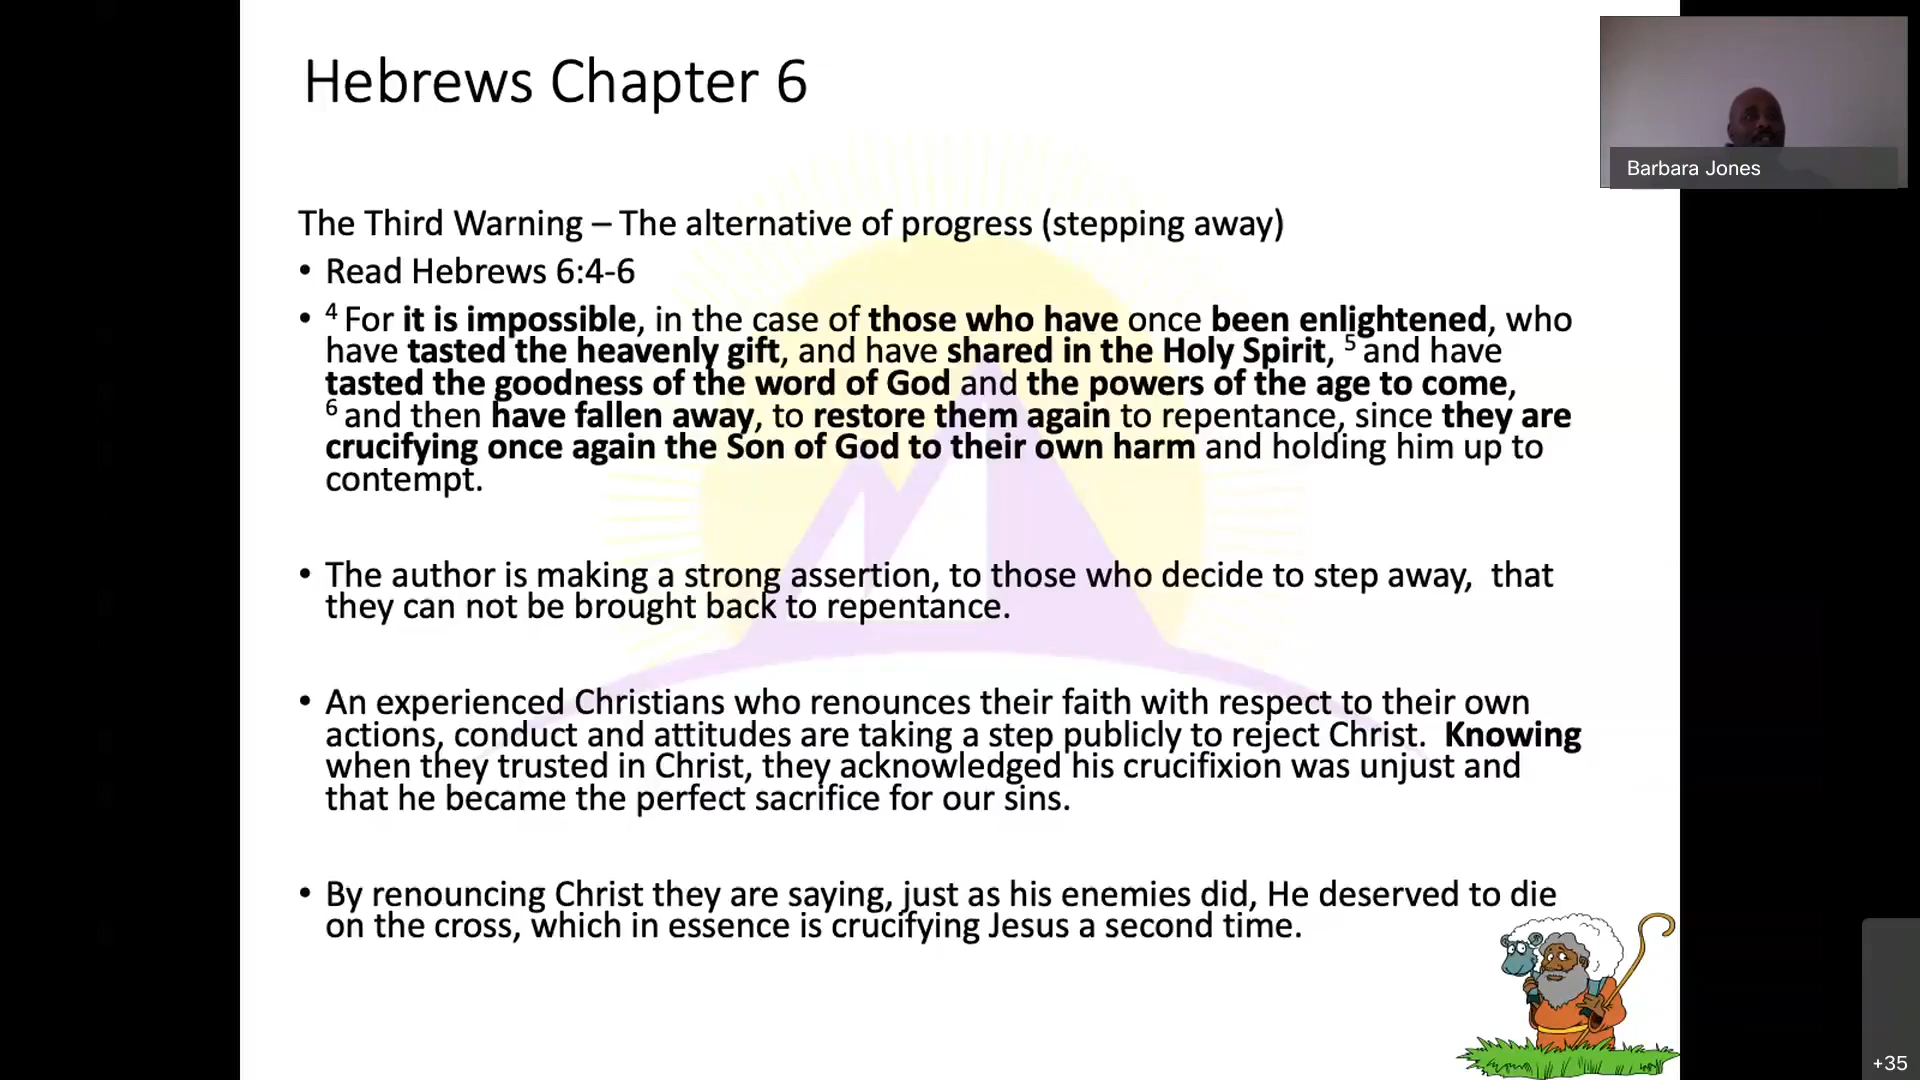 Hebrews Chapter 6
Barbara Jones
The Third Warning – The alternative of progress (stepping away)
• Read Hebrews 6:4-6
• 4 For it is impossible, in the case of those who have once been enlightened, who
have tasted the heavenly gift, and have shared in the Holy Spirit, 5 and have
tasted the goodness of the word of God and the powers of the age to come,
6 and then have fallen away, to restore them again to repentance, since they are
crucifying once again the Son of God to their own harm and holding him up to
contempt.
• The author is making a strong assertion, to those who decide to step away,  that
they can not be brought back to repentance.
• An experienced Christians who renounces their faith with respect to their own
actions, conduct and attitudes are taking a step publicly to reject Christ.  Knowing
when they trusted in Christ, they acknowledged his crucifixion was unjust and
that he became the perfect sacrifice for our sins.
• By renouncing Christ they are saying, just as his enemies did, He deserved to die
on the cross, which in essence is crucifying Jesus a second time.
+35